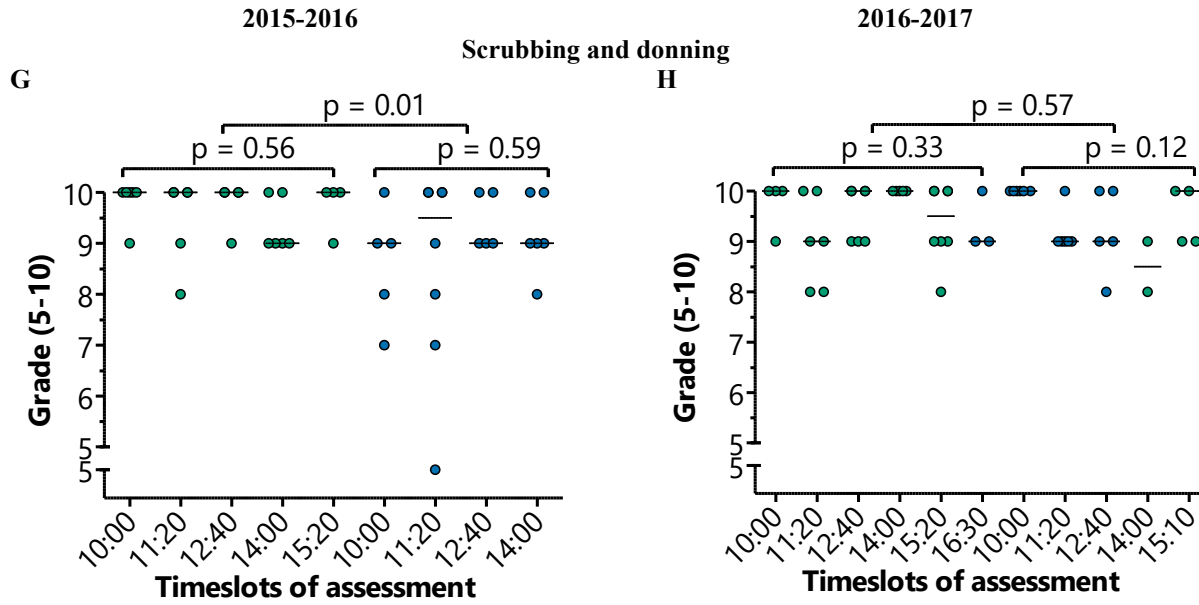 2015-2016 2016-2017
Scrubbing and donning
G H
p = 0.01
p = 0.56 p = 0.59
p = 0.57
p = 0.33 p = 0.12
Grade (5-10)
10
9
8
7
6
5
5
10:00 11:20 12:40 14:00 15:20 10:00 11:20 12:40 14:00
Timeslots of assessment
Grade (5-10)
10
9
8
7
6
5
5
10:00 11:20 12:40 14:00 15:20 16:30 10:00 11:20 12:40 14:00 15:10
Timeslots of assessment